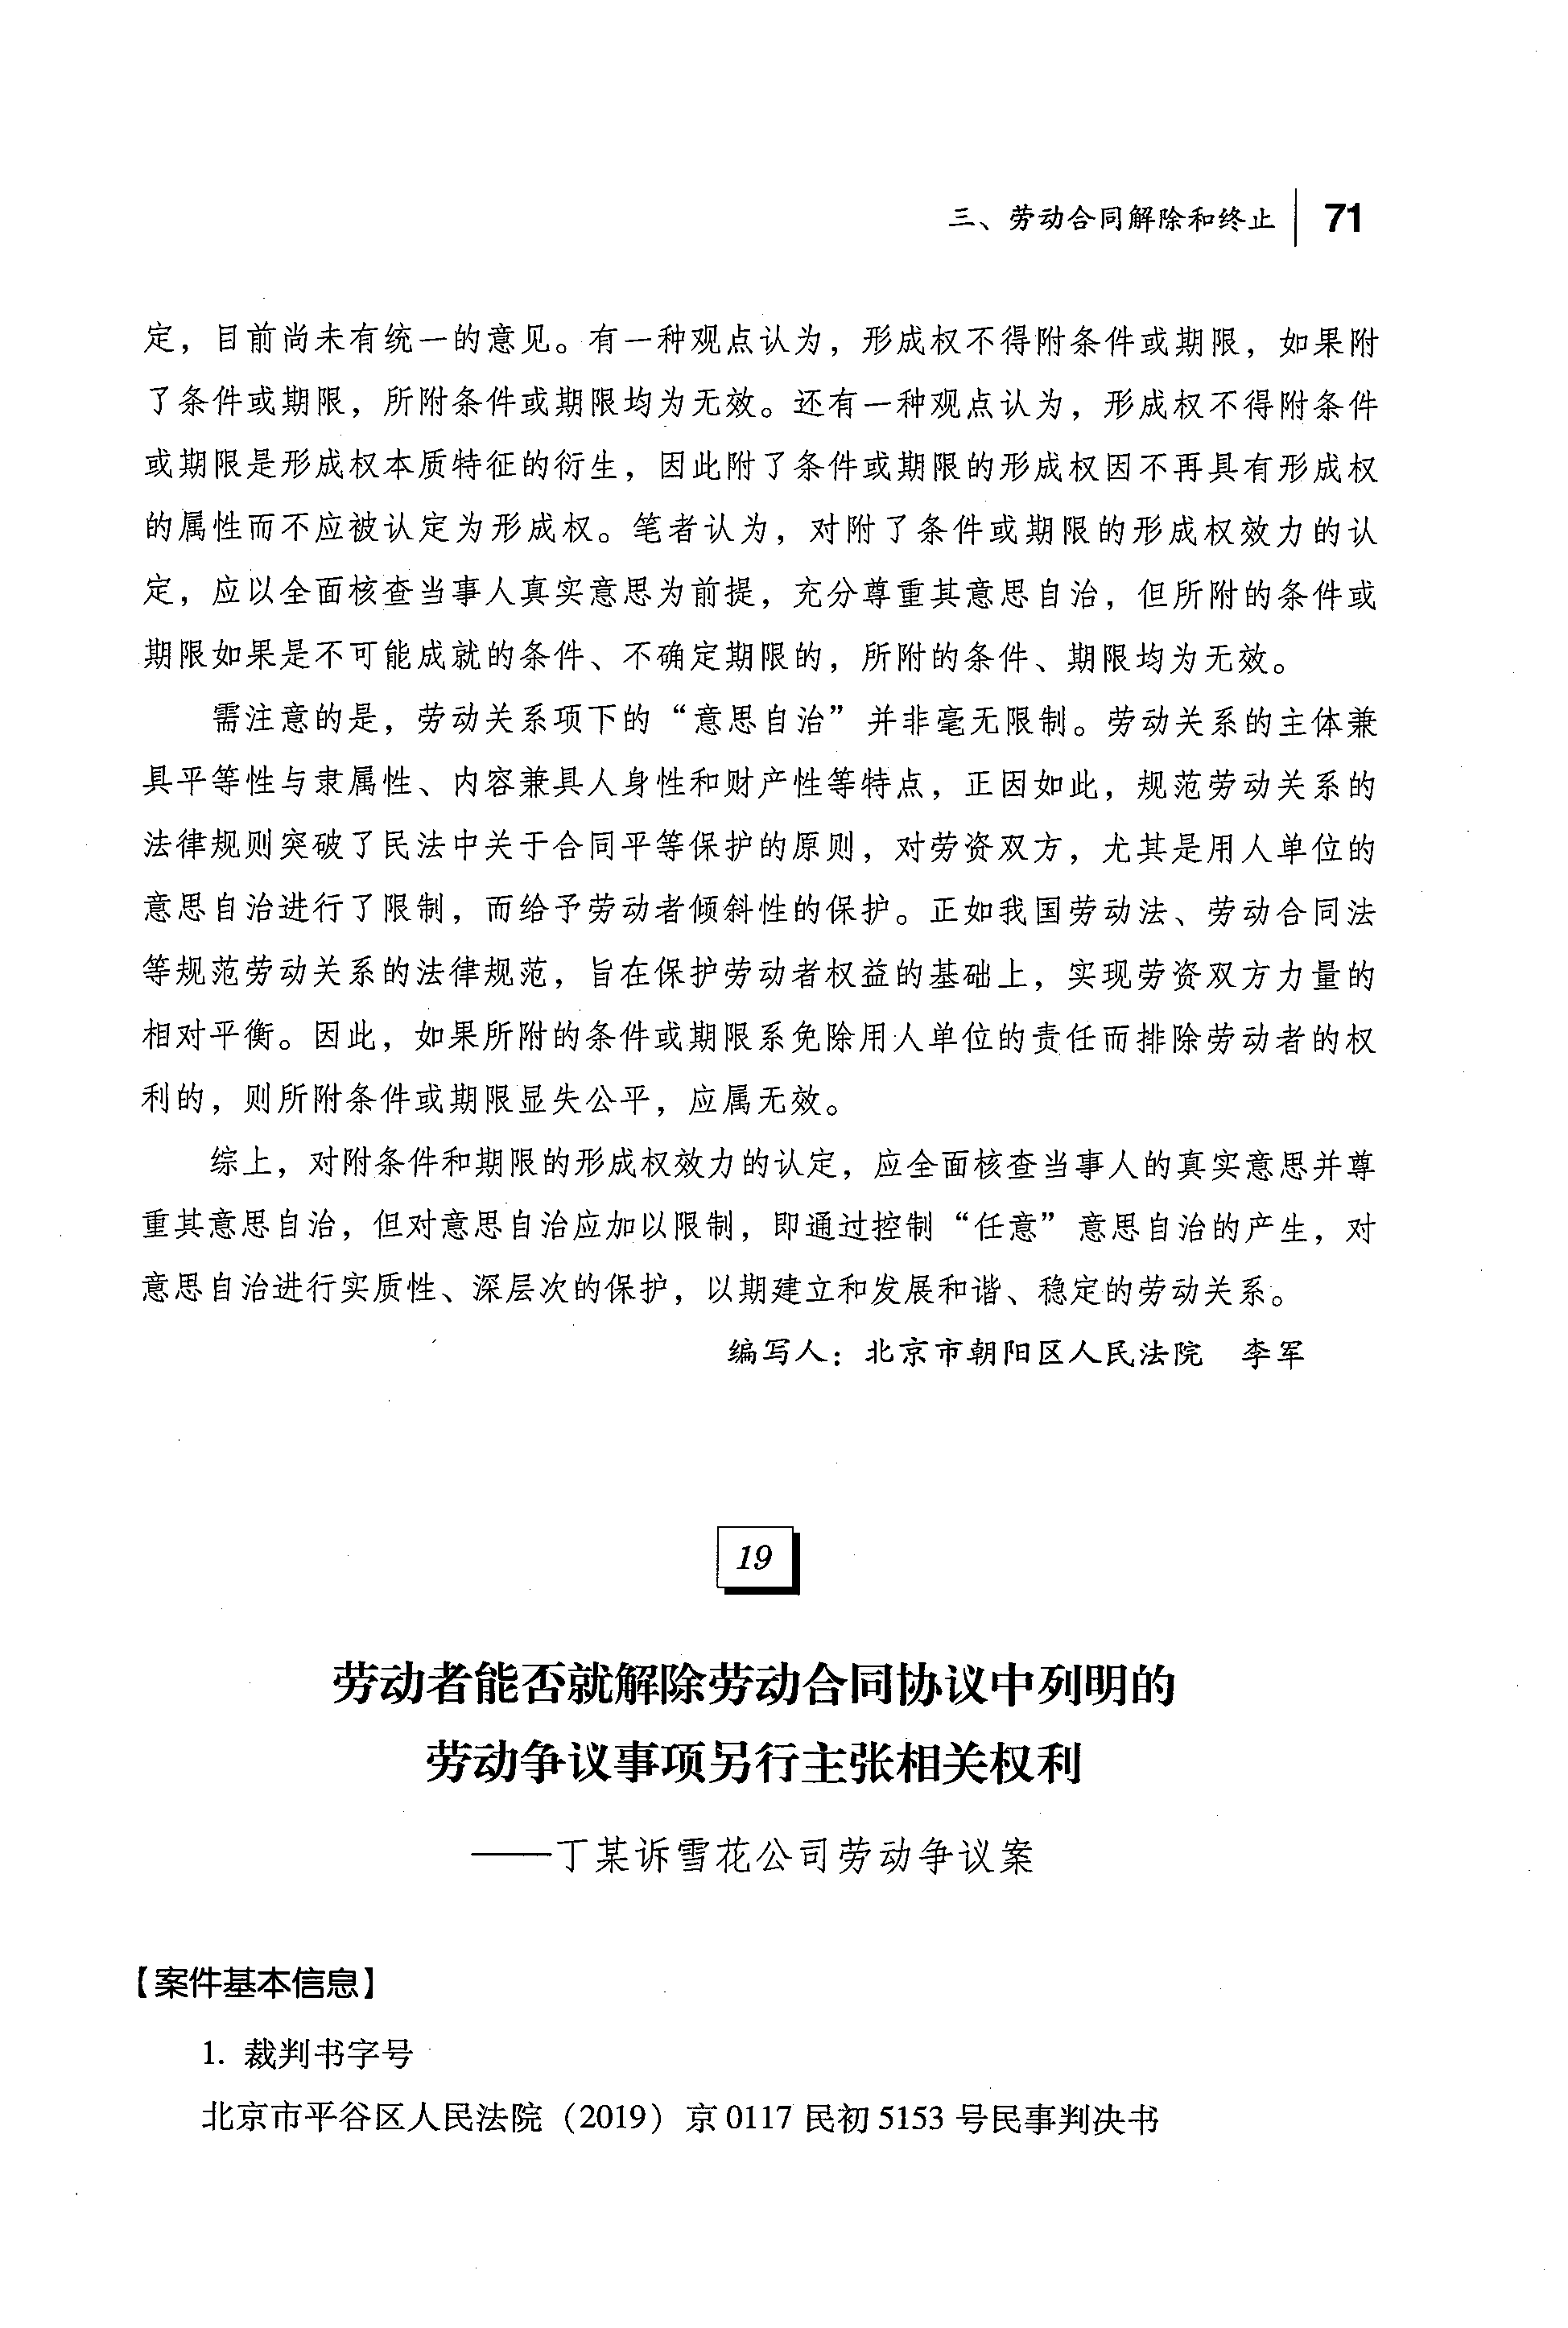 三、劳动合同解除和终止 71
定，目前尚未有统一的意见。有一种观点认为，形成权不得附条件或期限，如果附
了条件或期限，所附条件或期限均为无效。还有一种观点认为，形成权不得附条件
或期限是形成权本质特征的衍生，因此附了条件或期限的形成权因不再具有形成权
的属性而不应被认定为形成权。笔者认为，对附了条件或期限的形成权效力的认
定，应以全面核查当事人真实意思为前提，充分尊重其意思自治，但所附的条件或
期限如果是不可能成就的条件、不确定期限的，所附的条件、期限均为无效。
需注意的是，劳动关系项下的“意思自治”并非毫无限制。劳动关系的主体兼
具平等性与隶属性、内容兼具人身性和财产性等特点，正因如此，规范劳动关系的
法律规则突破了民法中关于合同平等保护的原则，对劳资双方，尤其是用人单位的
意思自治进行了限制，而给予劳动者倾斜性的保护。正如我国劳动法、劳动合同法
等规范劳动关系的法律规范，旨在保护劳动者权益的基础上，实现劳资双方力量的
相对平衡。因此，如果所附的条件或期限系免除用人单位的责任而排除劳动者的权
利的，则所附条件或期限显失公平，应属无效。
综上，对附条件和期限的形成权效力的认定，应全面核查当事人的真实意思并尊
重其意思自治，但对意思自治应加以限制，即通过控制“任意”意思自治的产生，对
意思自治进行实质性、深层次的保护，以期建立和发展和谐、稳定的劳动关系。
编写人：北京市朝阳区人民法院 李军
19
劳动者能否就解除劳动合同协议中列明的
劳动争议事项另行主张相关权利
——丁某诉雪花公司劳动争议案
【案件基本信息】
1. 裁判书字号
北京市平谷区人民法院（2019）京0117民初5153号民事判决书